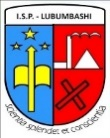 I.S.P. - LUBUMBASHI
Scientia splendet et conscientia